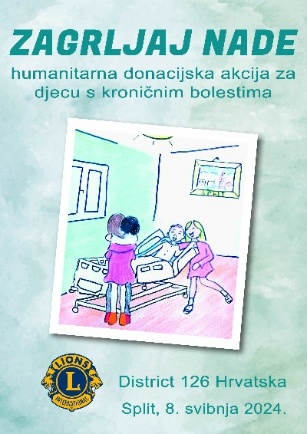 ZAGRLJAJ NADE
humanitarna donacijska akcija za
djecu s kroničnim bolestima
LIONS
L
INTERNATIONAL
District 126 Hrvatska
Split, 8. svibnja 2024.